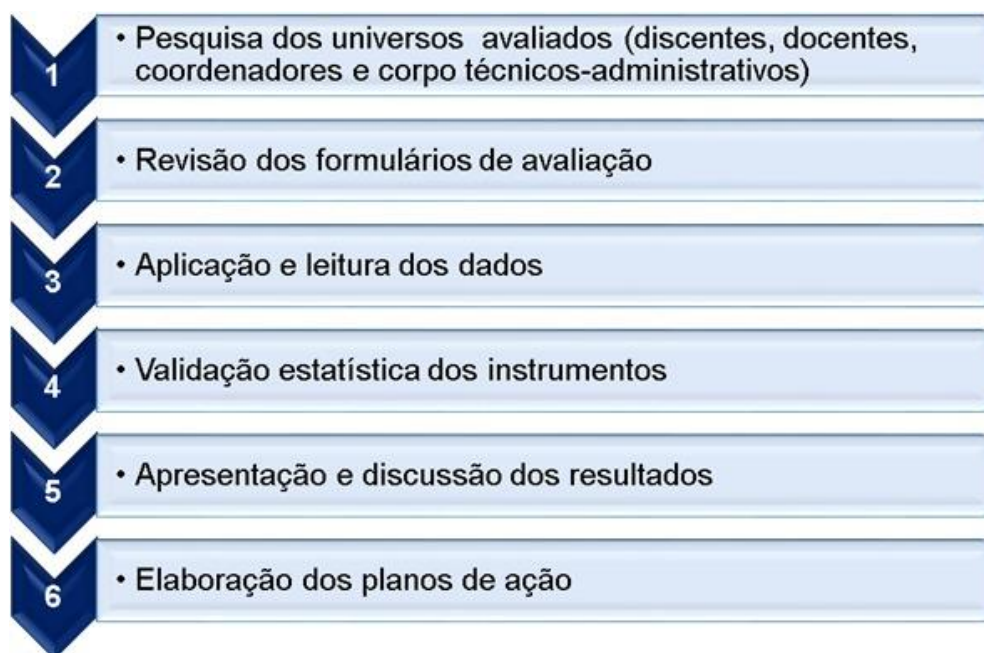 1
• Pesquisa dos universos avaliados (discentes, docentes,
coordenadores e corpo técnicos-administrativos)
2
• Revisão dos formulários de avaliação
3
• Aplicação e leitura dos dados
4
• Validação estatística dos instrumentos
5
• Apresentação e discussão dos resultados
6
• Elaboração dos planos de ação